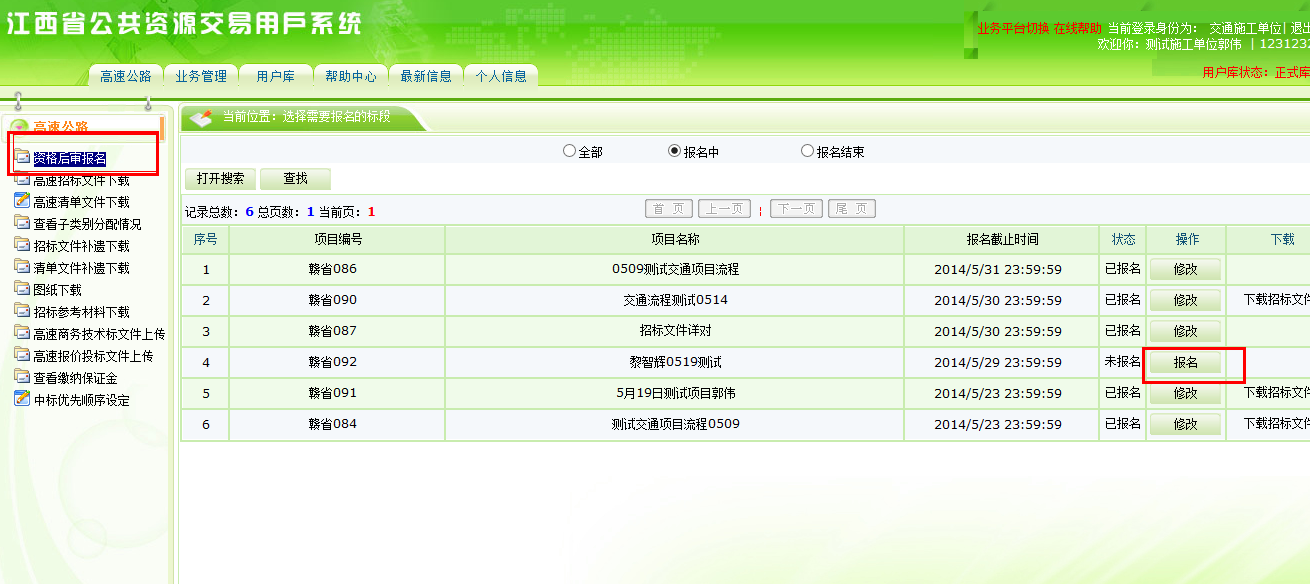 江西省公共资源交易用戶系统
业务平台切换 在线帮助 当前登录身份为： 交通施工单位| 退出
欢迎你: 测试施工单位郭伟 | 1231232
用户库状态: 正式库
高速公路 业务管理 用户库 帮助中心 最新信息 个人信息
高速公路
资格后审报名
高速招标文件下载
高速清单文件下载
查看子类别分配情况
招标文件补遗下载
清单文件补遗下载
图纸下载
招标参考材料下载
高速商务技术标文件上传
高速报价投标文件上传
查看缴纳保证金
中标优先顺序设定
当前位置: 选择需要报名的标段
全部 报名中 报名结束
打开搜索 查找
记录总数: 6 总页数: 1 当前页: 1 首 页 上一页 | 下一页 尾 页
序号 项目编号 项目名称 报名截止时间 状态 操作 下载
1 赣省086 0509测试交通项目流程 2014/5/31 23:59:59 已报名 修改
2 赣省090 交通流程测试0514 2014/5/30 23:59:59 已报名 修改 下载招标文件
3 赣省087 招标文件详对 2014/5/30 23:59:59 已报名 修改
4 赣省092 黎智辉0519测试 2014/5/29 23:59:59 未报名 报名
5 赣省091 5月19日测试项目郭伟 2014/5/23 23:59:59 已报名 修改 下载招标文件
6 赣省084 测试交通项目流程0509 2014/5/23 23:59:59 已报名 修改 下载招标文件